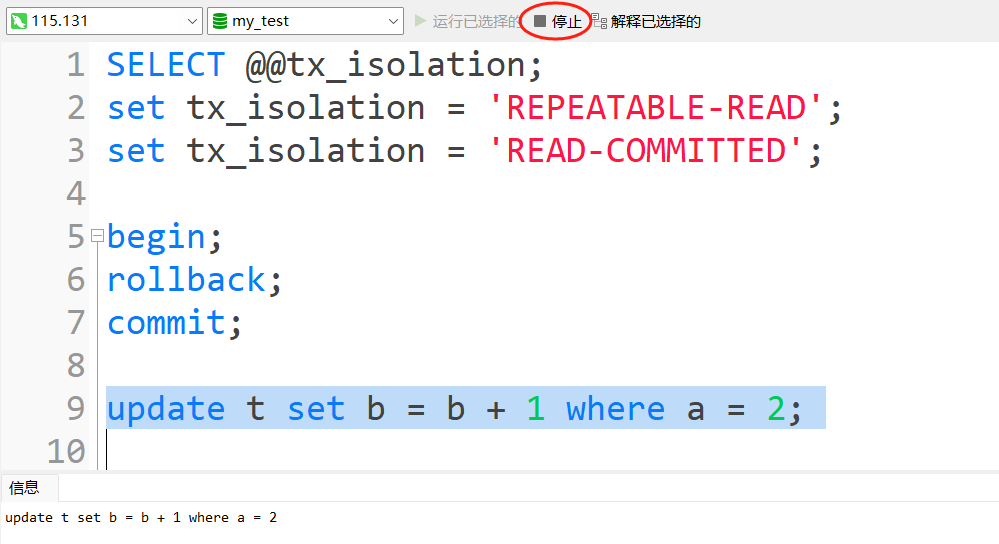 115.131 my_test 运行已选择的 停止 解释已选择的
1 SELECT @@tx_isolation;
2 set tx_isolation = 'REPEATABLE-READ';
3 set tx_isolation = 'READ-COMMITTED';
4
5 begin;
6 rollback;
7 commit;
8
9 update t set b = b + 1 where a = 2;
10
信息
update t set b = b + 1 where a = 2